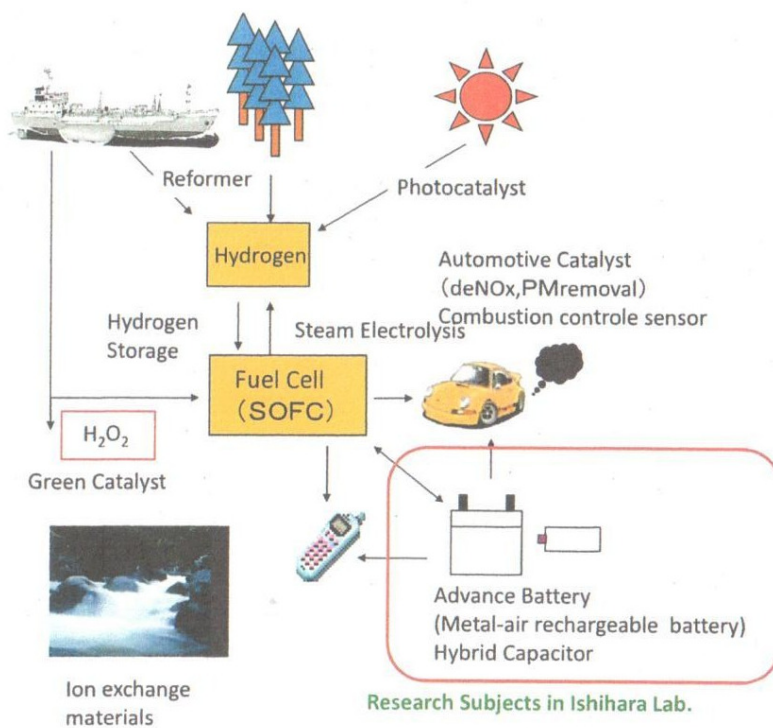 Reformer
Photocatalyst
Hydrogen
Automotive Catalyst
（deNOx,PMremoval）
Combustion controle sensor
Hydrogen
Storage
Steam Electrolysis
Fuel Cell
（SOFC）
H₂O₂
Green Catalyst
Advance Battery
(Metal-air rechargeable battery)
Hybrid Capacitor
Ion exchange
materials
Research Subjects in Ishihara Lab.